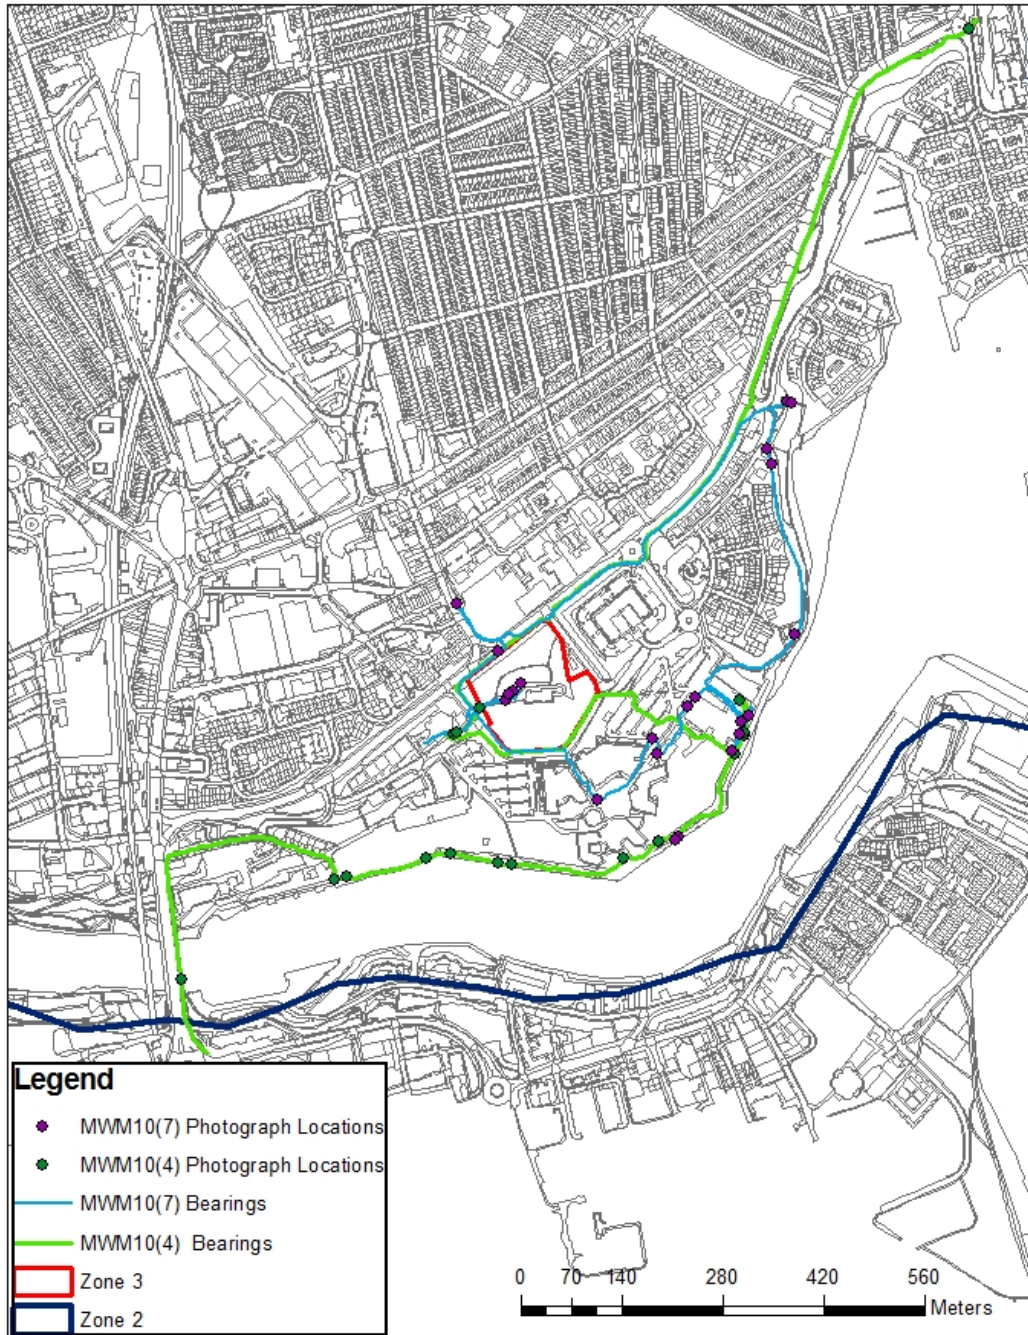 Legend
MWM10(7) Photograph Locations
MWM10(4) Photograph Locations
MWM10(7) Bearings
MWM10(4) Bearings
Zone 3
Zone 2
0 70 140 280 420 560
Meters